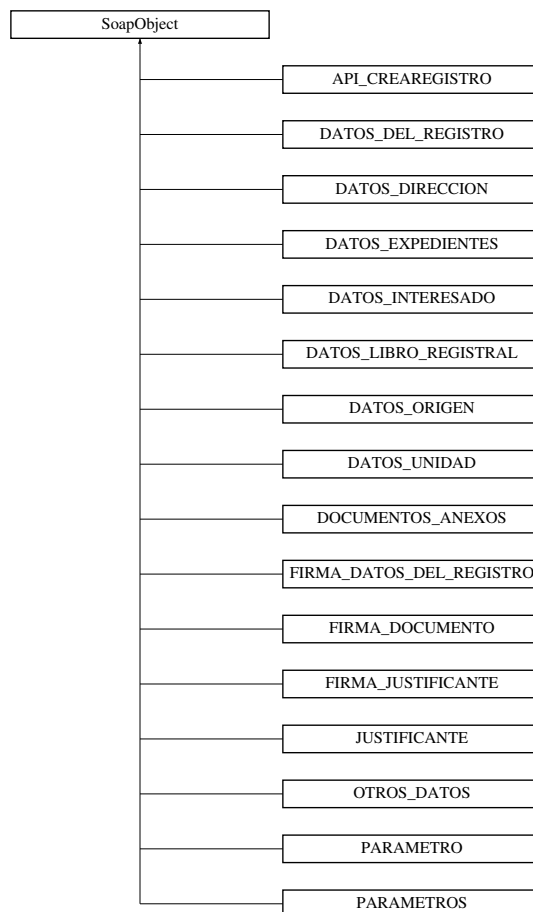 SoapObject
API_CREAREGISTRO
DATOS_DEL_REGISTRO
DATOS_DIRECCION
DATOS_EXPEDIENTES
DATOS_INTERESADO
DATOS_LIBRO_REGISTRAL
DATOS_ORIGEN
DATOS_UNIDAD
DOCUMENTOS_ANEXOS
FIRMA_DATOS_DEL_REGISTRO
FIRMA_DOCUMENTO
FIRMA_JUSTIFICANTE
JUSTIFICANTE
OTROS_DATOS
PARAMETRO
PARAMETROS